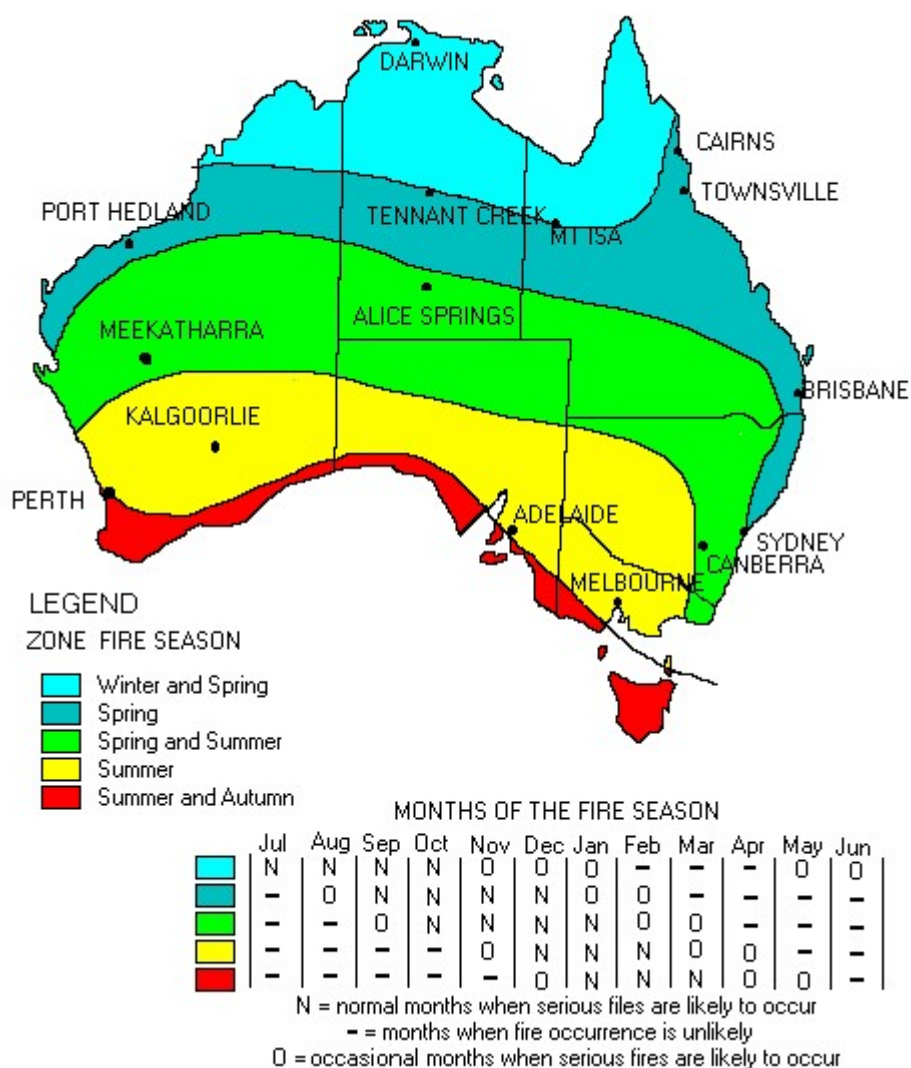 DARWIN
CAIRNS
TOWNSVILLE
PORT HEDLAND
TENNANT CREEK
MT ISA
ALICE SPRINGS
MEEKATHARRA
BRISBANE
KALGOORLIE
PERTH
ADELAIDE
SYDNEY
CANBERRA
MELBOURNE
LEGEND
ZONE FIRE SEASON
Winter and Spring
Spring
Spring and Summer
Summer
Summer and Autumn
MONTHS OF THE FIRE SEASON
Jul Aug Sep Oct Nov Dec Jan Feb Mar Apr May Jun
N N N N O O O - - - O O
- O N N N N O O - - - -
- - O N N N N O O - - -
- - - - O N N N O O - -
- - - - - O N N N O O -
N = normal months when serious files are likely to occur
- = months when fire occurrence is unlikely
O = occasional months when serious fires are likely to occur